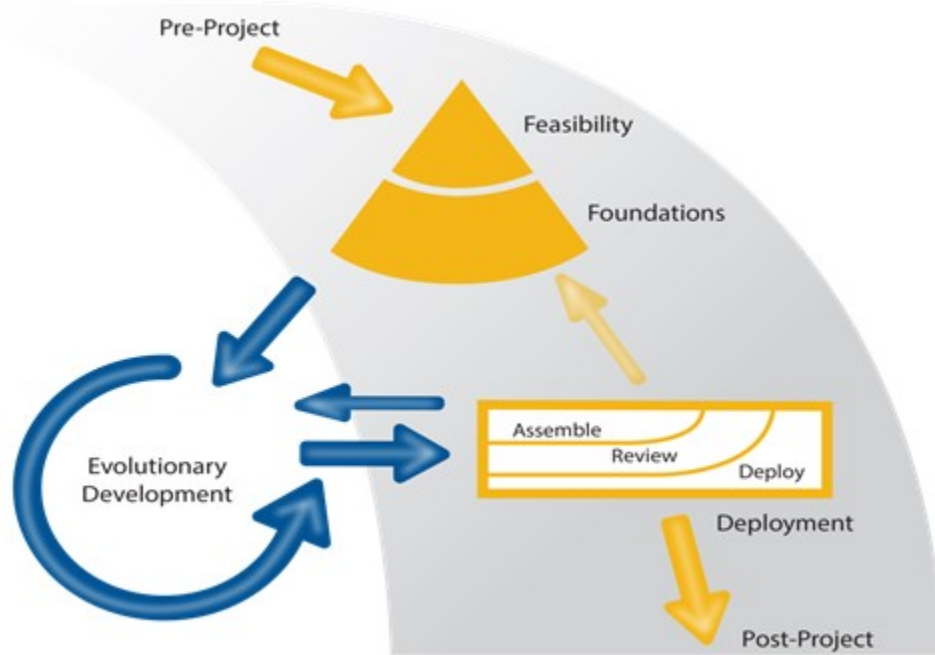 Pre-Project
Feasibility
Foundations
Evolutionary
Development
Assemble
Review
Deploy
Deployment
Post-Project